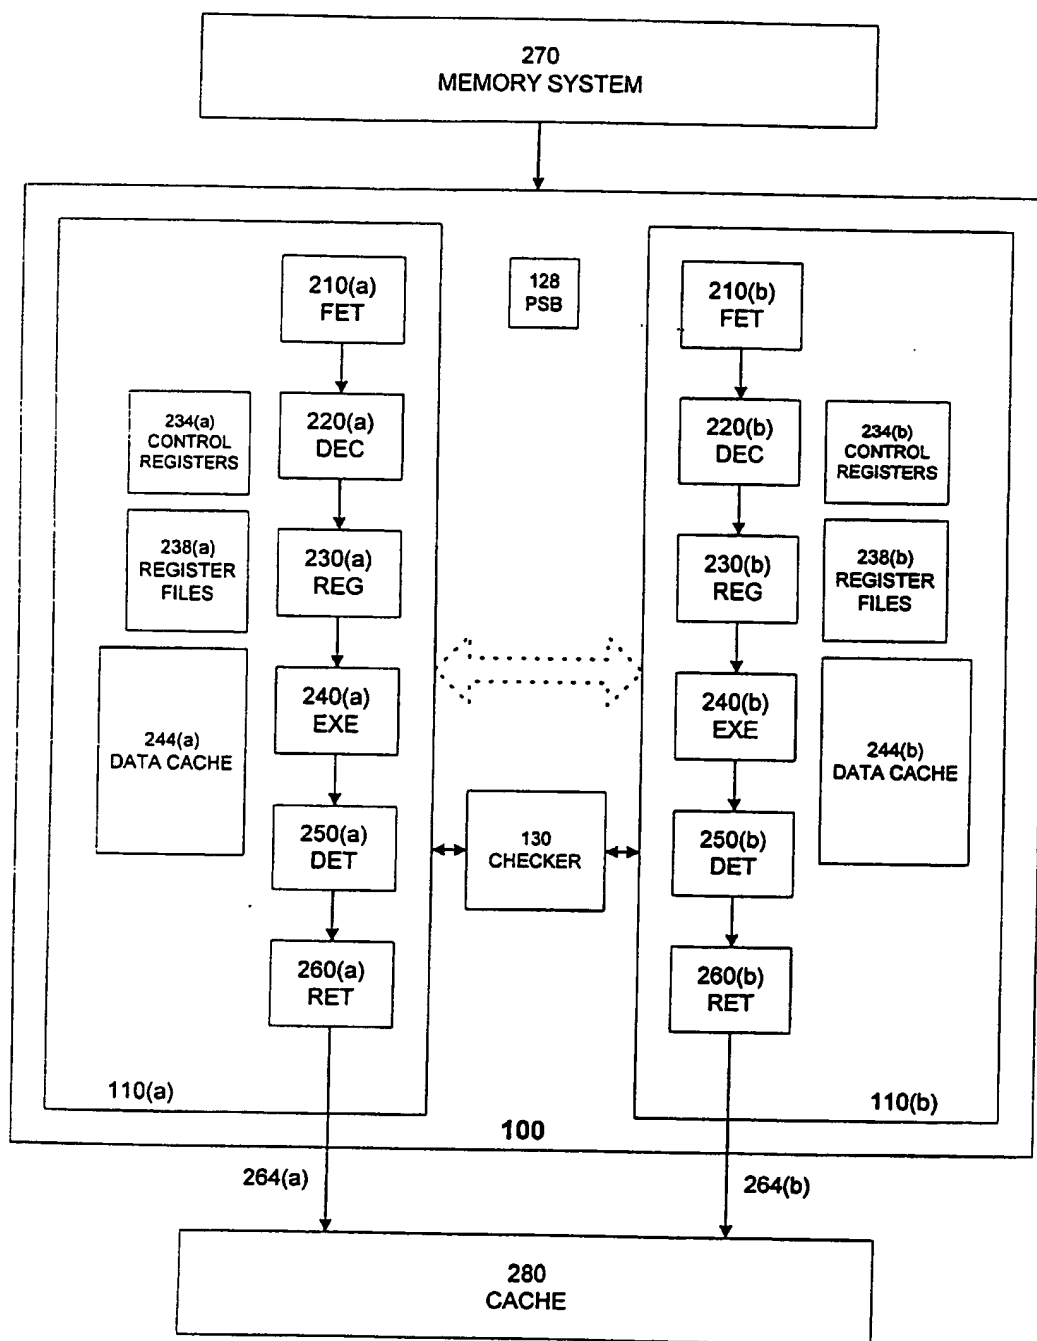 270
MEMORY SYSTEM
210(a)
FET
128
PSB
210(b)
FET
234(a)
CONTROL
REGISTERS
220(a)
DEC
220(b)
DEC
234(b)
CONTROL
REGISTERS
238(a)
REGISTER
FILES
230(a)
REG
230(b)
REG
238(b)
REGISTER
FILES
244(a)
DATA CACHE
240(a)
EXE
240(b)
EXE
244(b)
DATA CACHE
250(a)
DET
130
CHECKER
250(b)
DET
260(a)
RET
260(b)
RET
110(a)
100
110(b)
264(a)
264(b)
280
CACHE